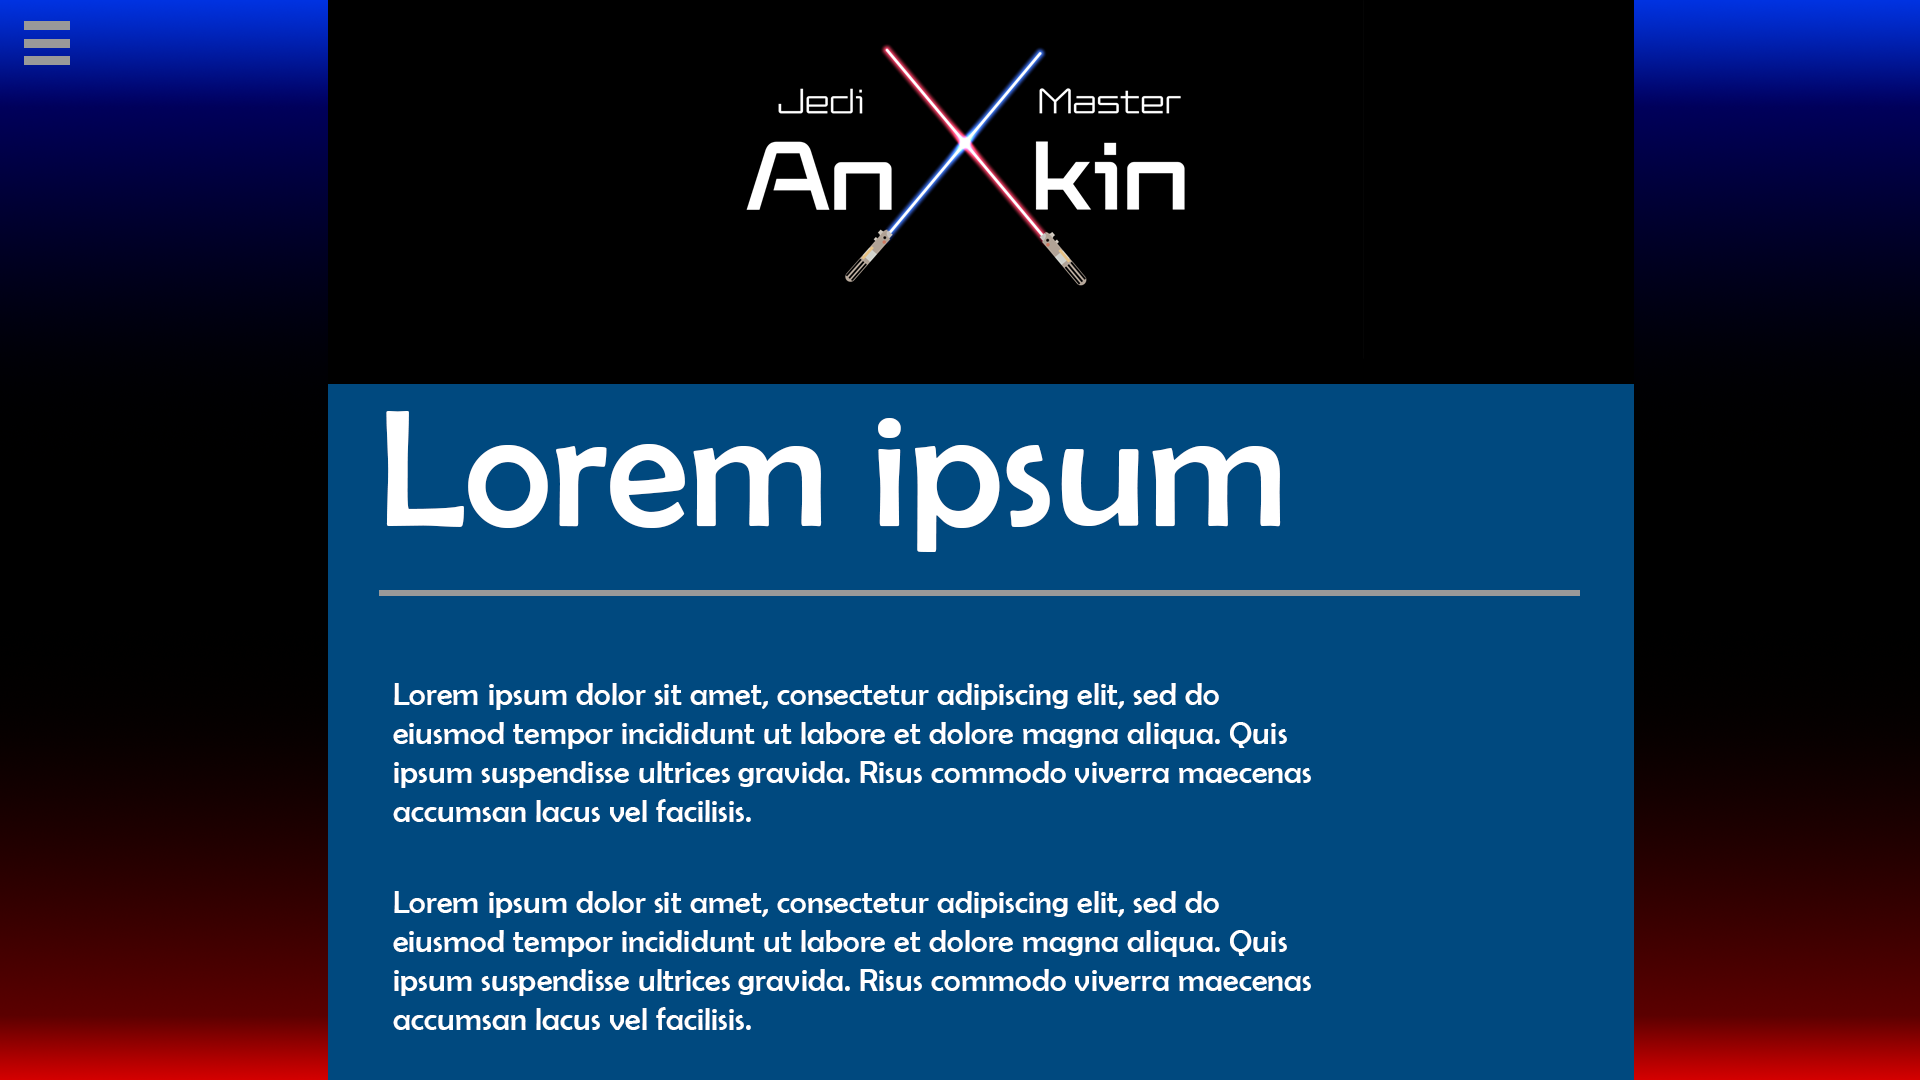 Jedi Master
An kin
Lorem ipsum
Lorem ipsum dolor sit amet, consectetur adipiscing elit, sed do
eiusmod tempor incididunt ut labore et dolore magna aliqua. Quis
ipsum suspendisse ultrices gravida. Risus commodo viverra maecenas
accumsan lacus vel facilisis.
Lorem ipsum dolor sit amet, consectetur adipiscing elit, sed do
eiusmod tempor incididunt ut labore et dolore magna aliqua. Quis
ipsum suspendisse ultrices gravida. Risus commodo viverra maecenas
accumsan lacus vel facilisis.